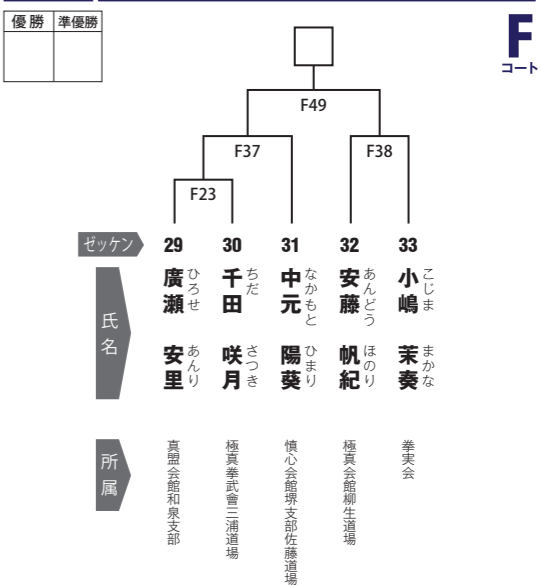 優勝 準優勝
F
コート
F49
F37 F38
F23
ゼッケン 29 30 31 32 33
氏名
廣瀬 安里
ひろせ あんり
千田 咲月
ちだ さつき
中元 陽葵
なかもと ひまり
安藤 帆紀
あんどう ほのり
小嶋 茉奏
こじま まかな
所属
真盟会館和泉支部
極真拳武會三浦道場
慎心会館堺支部佐藤道場
極真会館柳生道場
拳実会